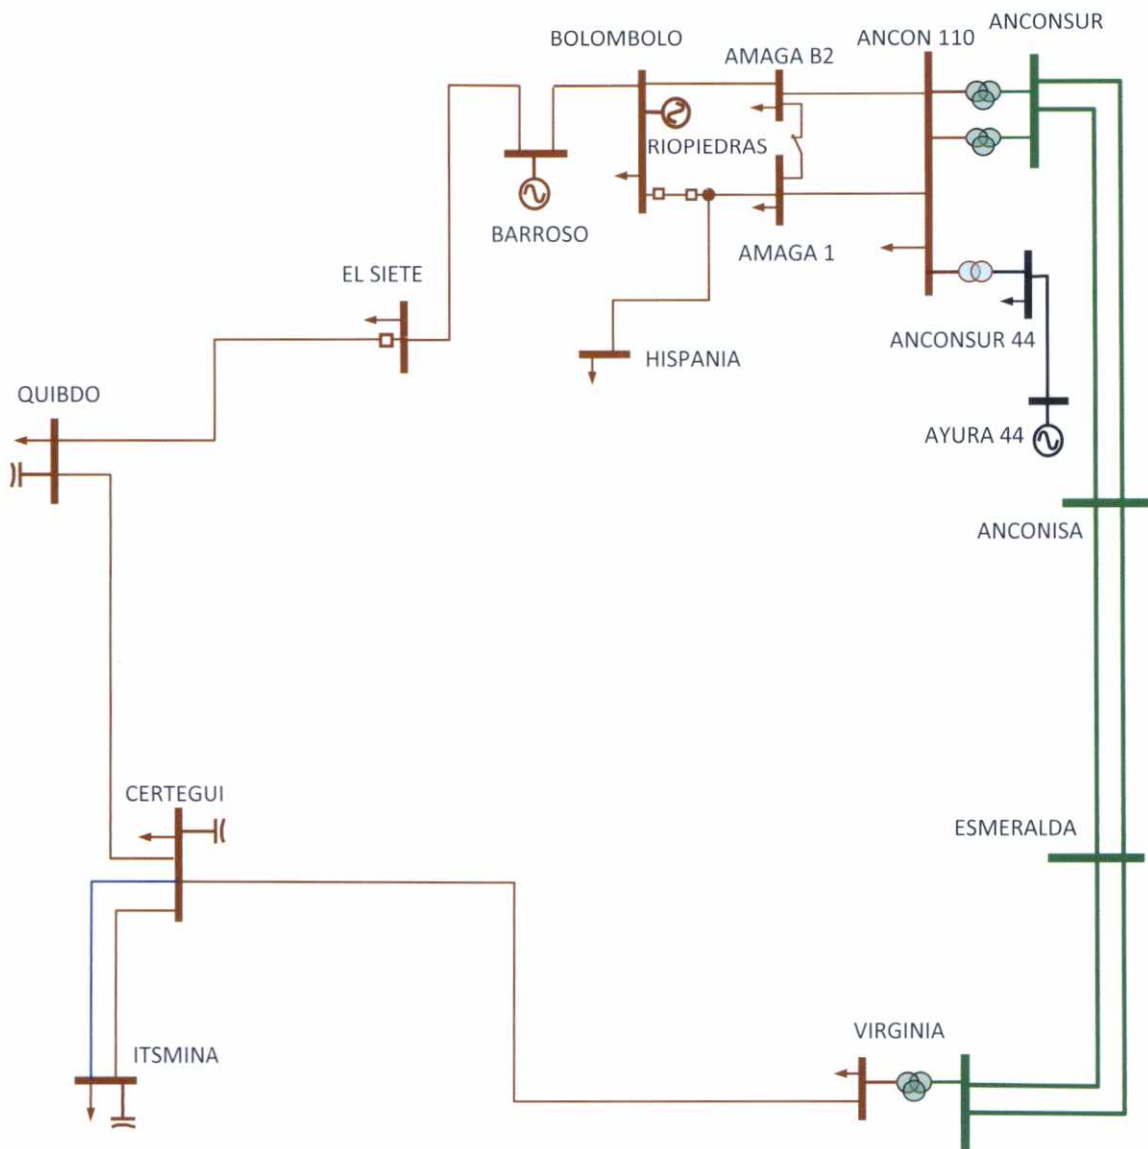 ANCONSUR
BOLOMBOLO
AMAGA B2
ANCON 110
RIOPIEDRAS
BARROSO
AMAGA 1
EL SIETE
ANCONSUR 44
HISPANIA
QUIBDO
AYURA 44
ANCONISA
CERTEGUI
ESMERALDA
VIRGINIA
ITSMINA